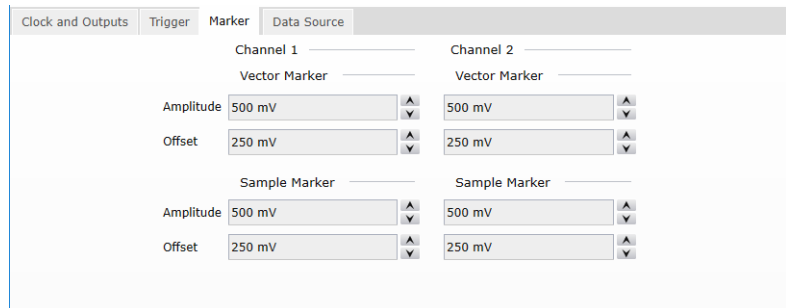 Clock and Outputs Trigger Marker Data Source
Channel 1 Channel 2
Vector Marker Vector Marker
Amplitude 500 mV 500 mV
Offset 250 mV 250 mV
Sample Marker Sample Marker
Amplitude 500 mV 500 mV
Offset 250 mV 250 mV